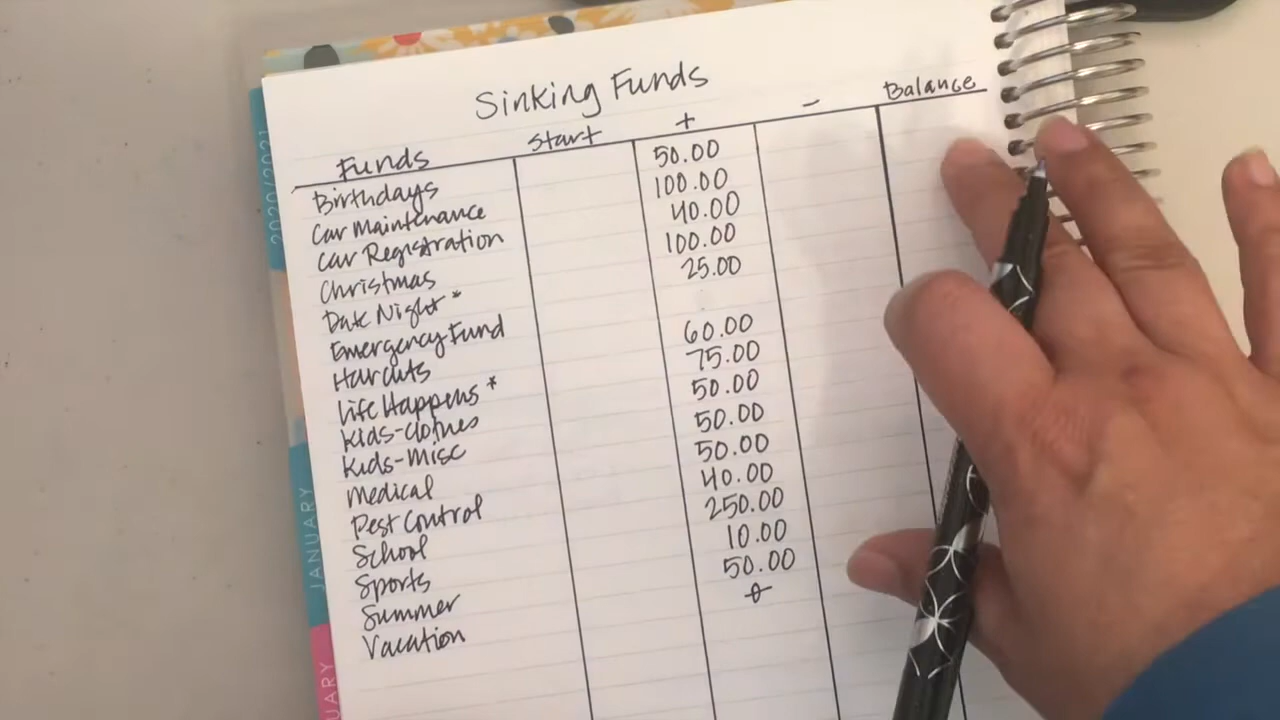 Sinking Funds
Funds Start + - Balance
Birthdays 50.00
Car Maintenance 100.00
Car Registration 40.00
Christmas 100.00
Date Night * 25.00
Emergency Fund
Haircuts 60.00
Life Happens * 75.00
Kids-clothes 50.00
Kids-Misc 50.00
Medical 50.00
Pest Control 40.00
School 250.00
Sports 10.00
Summer 50.00
Vacation 0
2020/2021
JANUARY
UARY